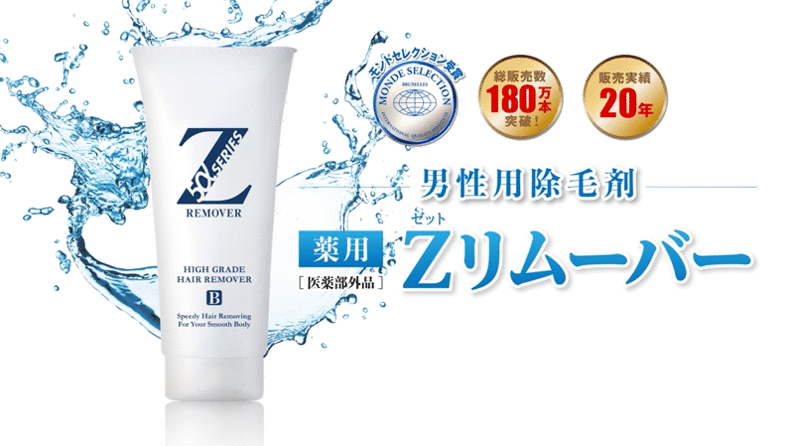 モンドセレクション受賞
MONDE SELECTION
BRUXELLES
INTERNATIONAL QUALITY INSTITUTE
総販売数
180万本
突破！
販売実績
20年
男性用除毛剤
ゼット
薬用
[医薬部外品]
Zリムーバー
Z
SERIES
REMOVER
HIGH GRADE
HAIR REMOVER
B
Speedy Hair Removing
For Your Smooth Body